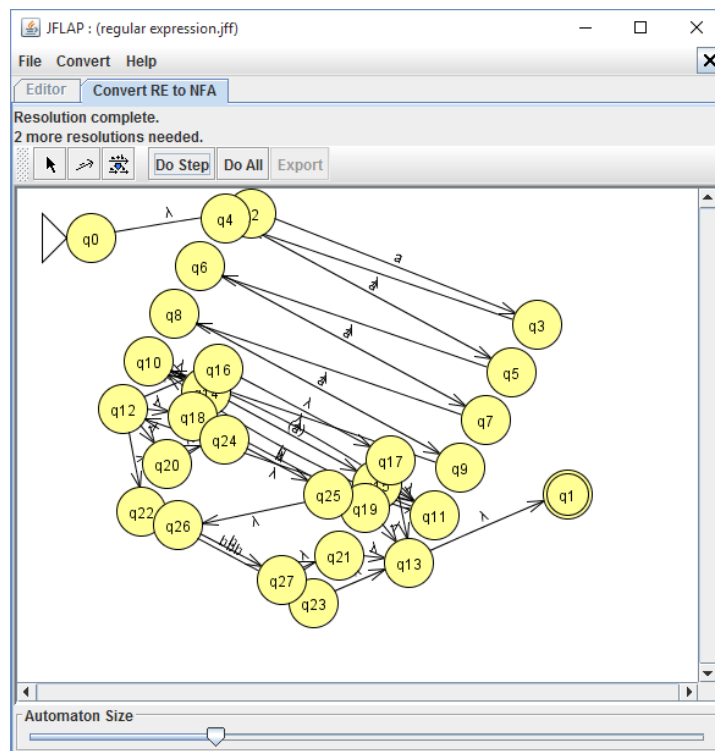 JFLAP : (regular expression.jff)
File Convert Help
Editor Convert RE to NFA
Resolution complete.
2 more resolutions needed.
Do Step Do All Export
q0 λ q4 2
a
q6
q8 q3
q10 q16 q5
q12 q18 λ q7
q24 q17 q9
q20 λ q25 q1
q22 q26 λ q19 q11 λ
λ q21 q13
q27
q23
Automaton Size